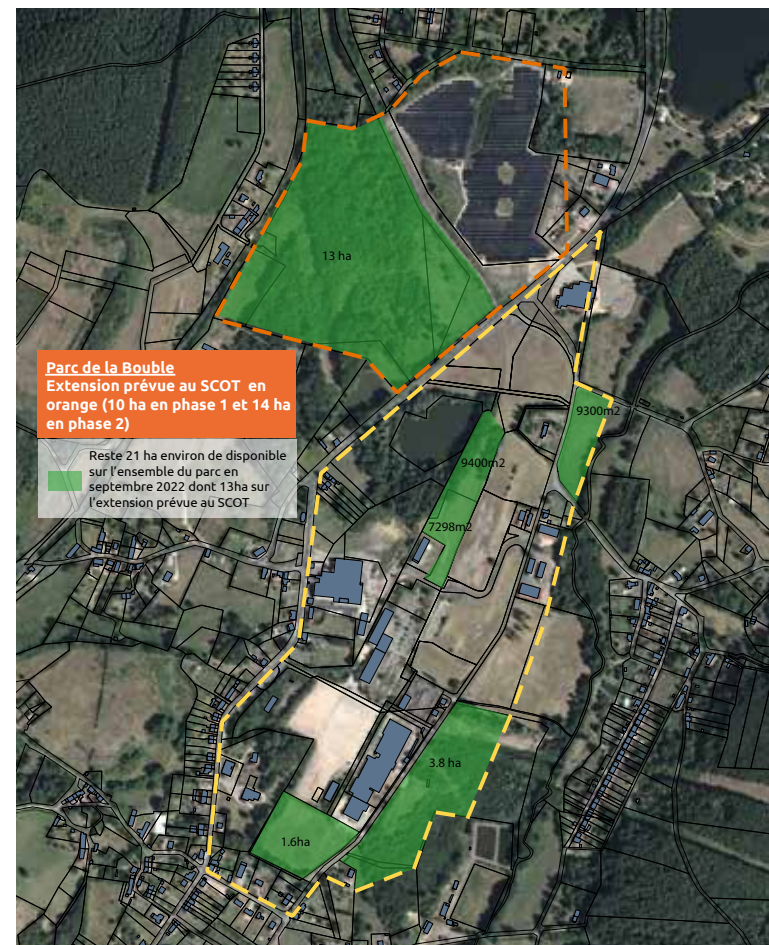 13 ha
Parc de la Bouble
Extension prévue au SCOT en
orange (10 ha en phase 1 et 14 ha
en phase 2)
Reste 21 ha environ de disponible
sur l'ensemble du parc en
septembre 2022 dont 13ha sur
l'extension prévue au SCOT
9300m2
9400m2
7298m2
3.8 ha
1.6ha